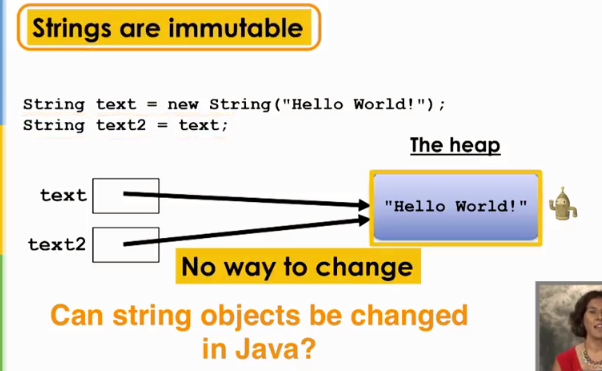 Strings are immutable
String text = new String("Hello World!");
String text2 = text;
The heap
text
"Hello World!"
text2
No way to change
Can string objects be changed
in Java?